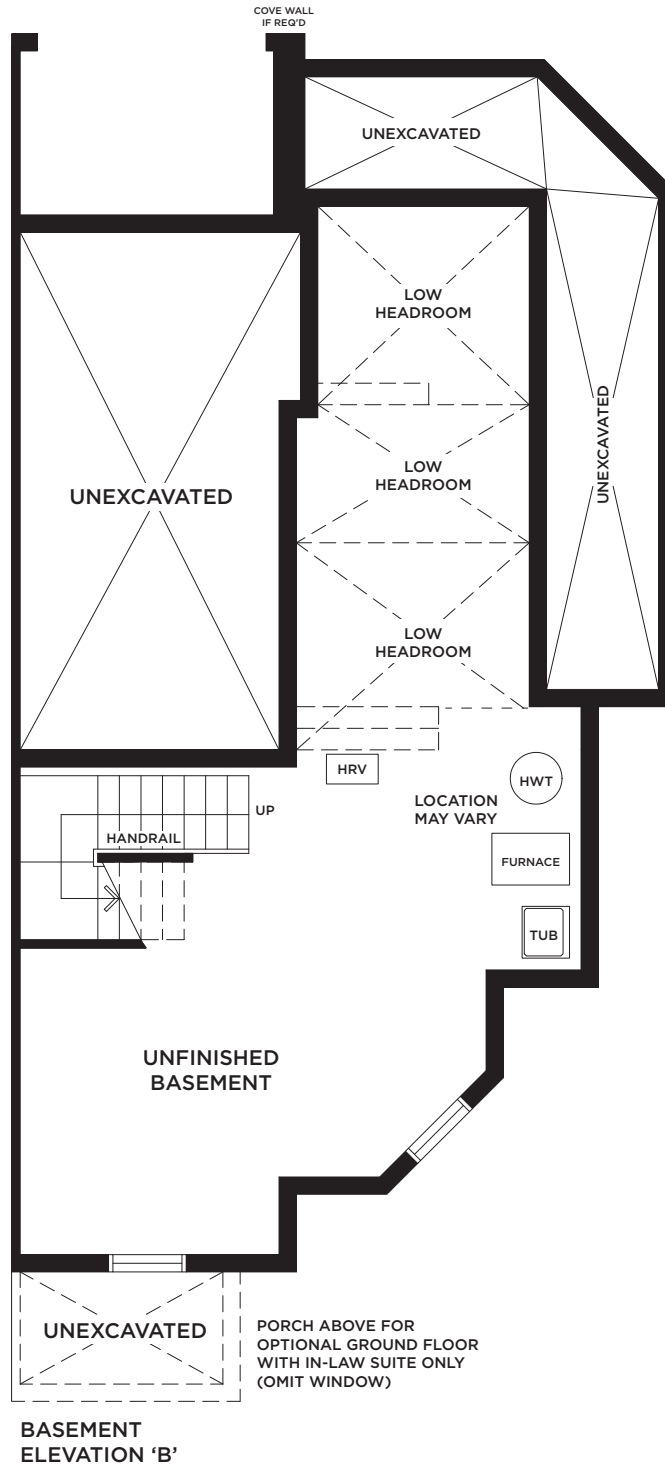 COVE WALL
IF REQ'D
UNEXCAVATED
LOW
HEADROOM
UNEXCAVATED
LOW
HEADROOM
UNEXCAVATED
LOW
HEADROOM
HRV
HWT
LOCATION
MAY VARY
UP
HANDRAIL
FURNACE
TUB
UNFINISHED
BASEMENT
UNEXCAVATED
PORCH ABOVE FOR
OPTIONAL GROUND FLOOR
WITH IN-LAW SUITE ONLY
(OMIT WINDOW)
BASEMENT
ELEVATION ‘B’